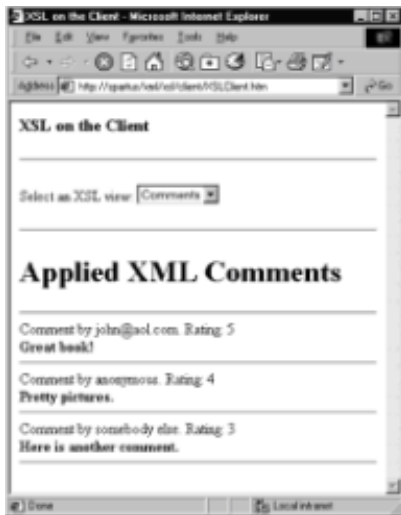 XSL on the Client - Microsoft Internet Explorer
File Edit View Favorites Tools Help
Address http://spartus/xml/xsl/client/XSLClient.htm Go
XSL on the Client
Select an XSL view: Comments
Applied XML Comments
Comment by john@aol.com. Rating: 5
Great book!
Comment by anonymous. Rating: 4
Pretty pictures.
Comment by somebody else. Rating: 3
Here is another comment.
Done Local intranet